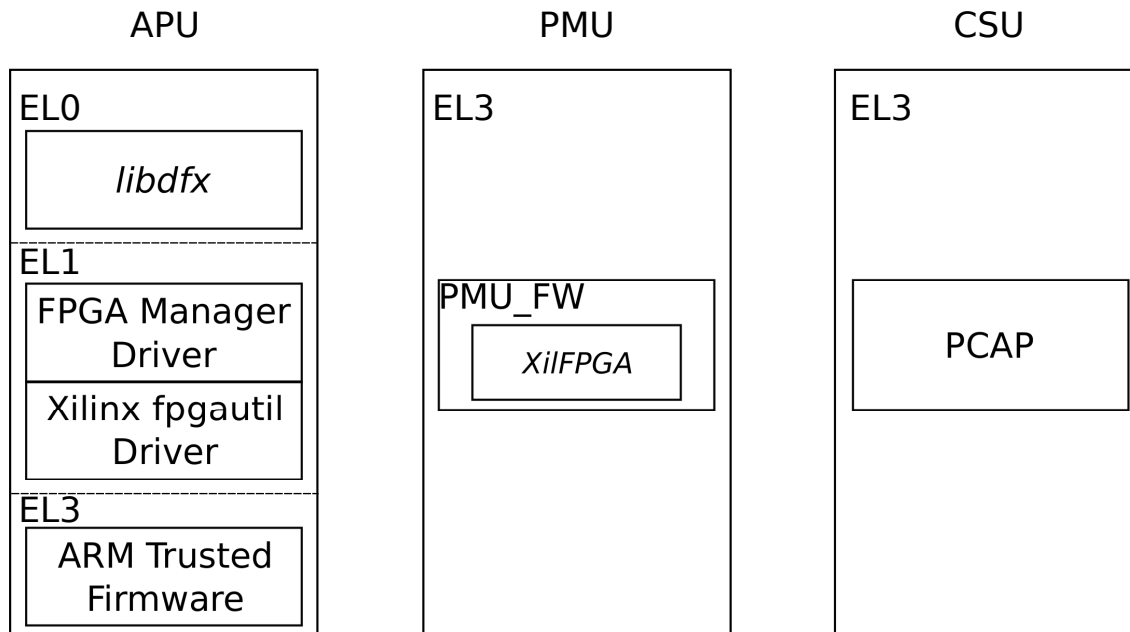 APU
EL0
libdfx
EL1
FPGA Manager
Driver
Xilinx fpgautil
Driver
EL3
ARM Trusted
Firmware
PMU
EL3
PMU_FW
XilFPGA
CSU
EL3
PCAP